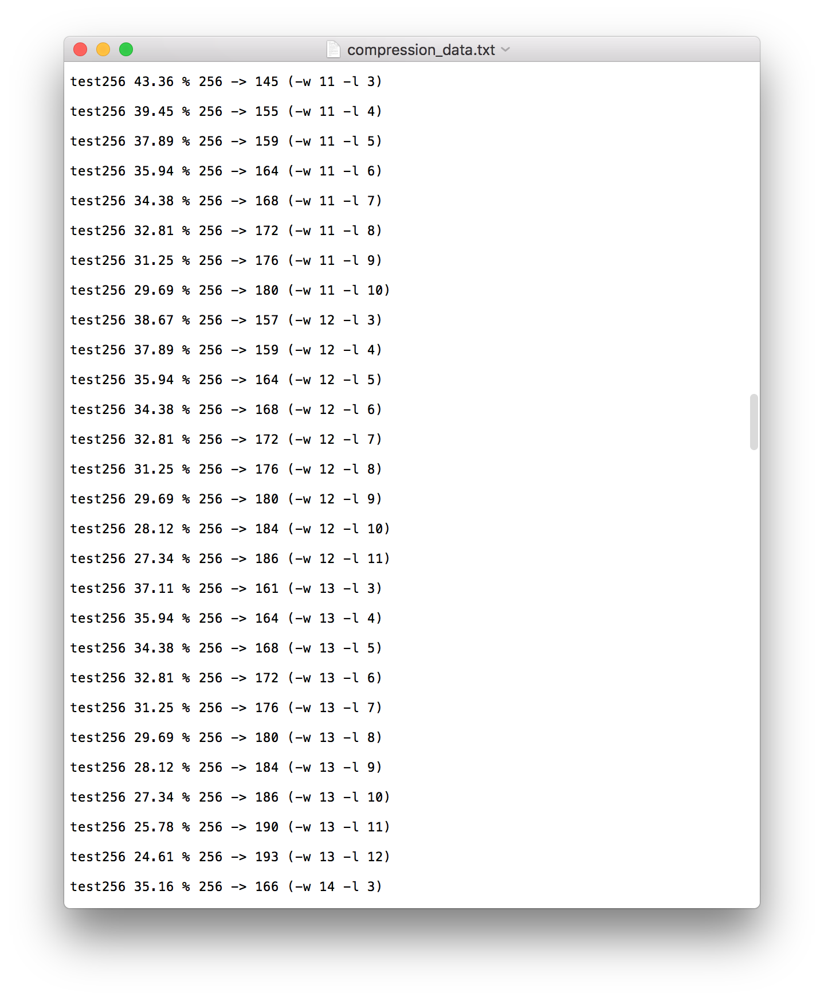 compression_data.txt
test256 43.36 % 256 -> 145 (-w 11 -l 3)
test256 39.45 % 256 -> 155 (-w 11 -l 4)
test256 37.89 % 256 -> 159 (-w 11 -l 5)
test256 35.94 % 256 -> 164 (-w 11 -l 6)
test256 34.38 % 256 -> 168 (-w 11 -l 7)
test256 32.81 % 256 -> 172 (-w 11 -l 8)
test256 31.25 % 256 -> 176 (-w 11 -l 9)
test256 29.69 % 256 -> 180 (-w 11 -l 10)
test256 38.67 % 256 -> 157 (-w 12 -l 3)
test256 37.89 % 256 -> 159 (-w 12 -l 4)
test256 35.94 % 256 -> 164 (-w 12 -l 5)
test256 34.38 % 256 -> 168 (-w 12 -l 6)
test256 32.81 % 256 -> 172 (-w 12 -l 7)
test256 31.25 % 256 -> 176 (-w 12 -l 8)
test256 29.69 % 256 -> 180 (-w 12 -l 9)
test256 28.12 % 256 -> 184 (-w 12 -l 10)
test256 27.34 % 256 -> 186 (-w 12 -l 11)
test256 37.11 % 256 -> 161 (-w 13 -l 3)
test256 35.94 % 256 -> 164 (-w 13 -l 4)
test256 34.38 % 256 -> 168 (-w 13 -l 5)
test256 32.81 % 256 -> 172 (-w 13 -l 6)
test256 31.25 % 256 -> 176 (-w 13 -l 7)
test256 29.69 % 256 -> 180 (-w 13 -l 8)
test256 28.12 % 256 -> 184 (-w 13 -l 9)
test256 27.34 % 256 -> 186 (-w 13 -l 10)
test256 25.78 % 256 -> 190 (-w 13 -l 11)
test256 24.61 % 256 -> 193 (-w 13 -l 12)
test256 35.16 % 256 -> 166 (-w 14 -l 3)